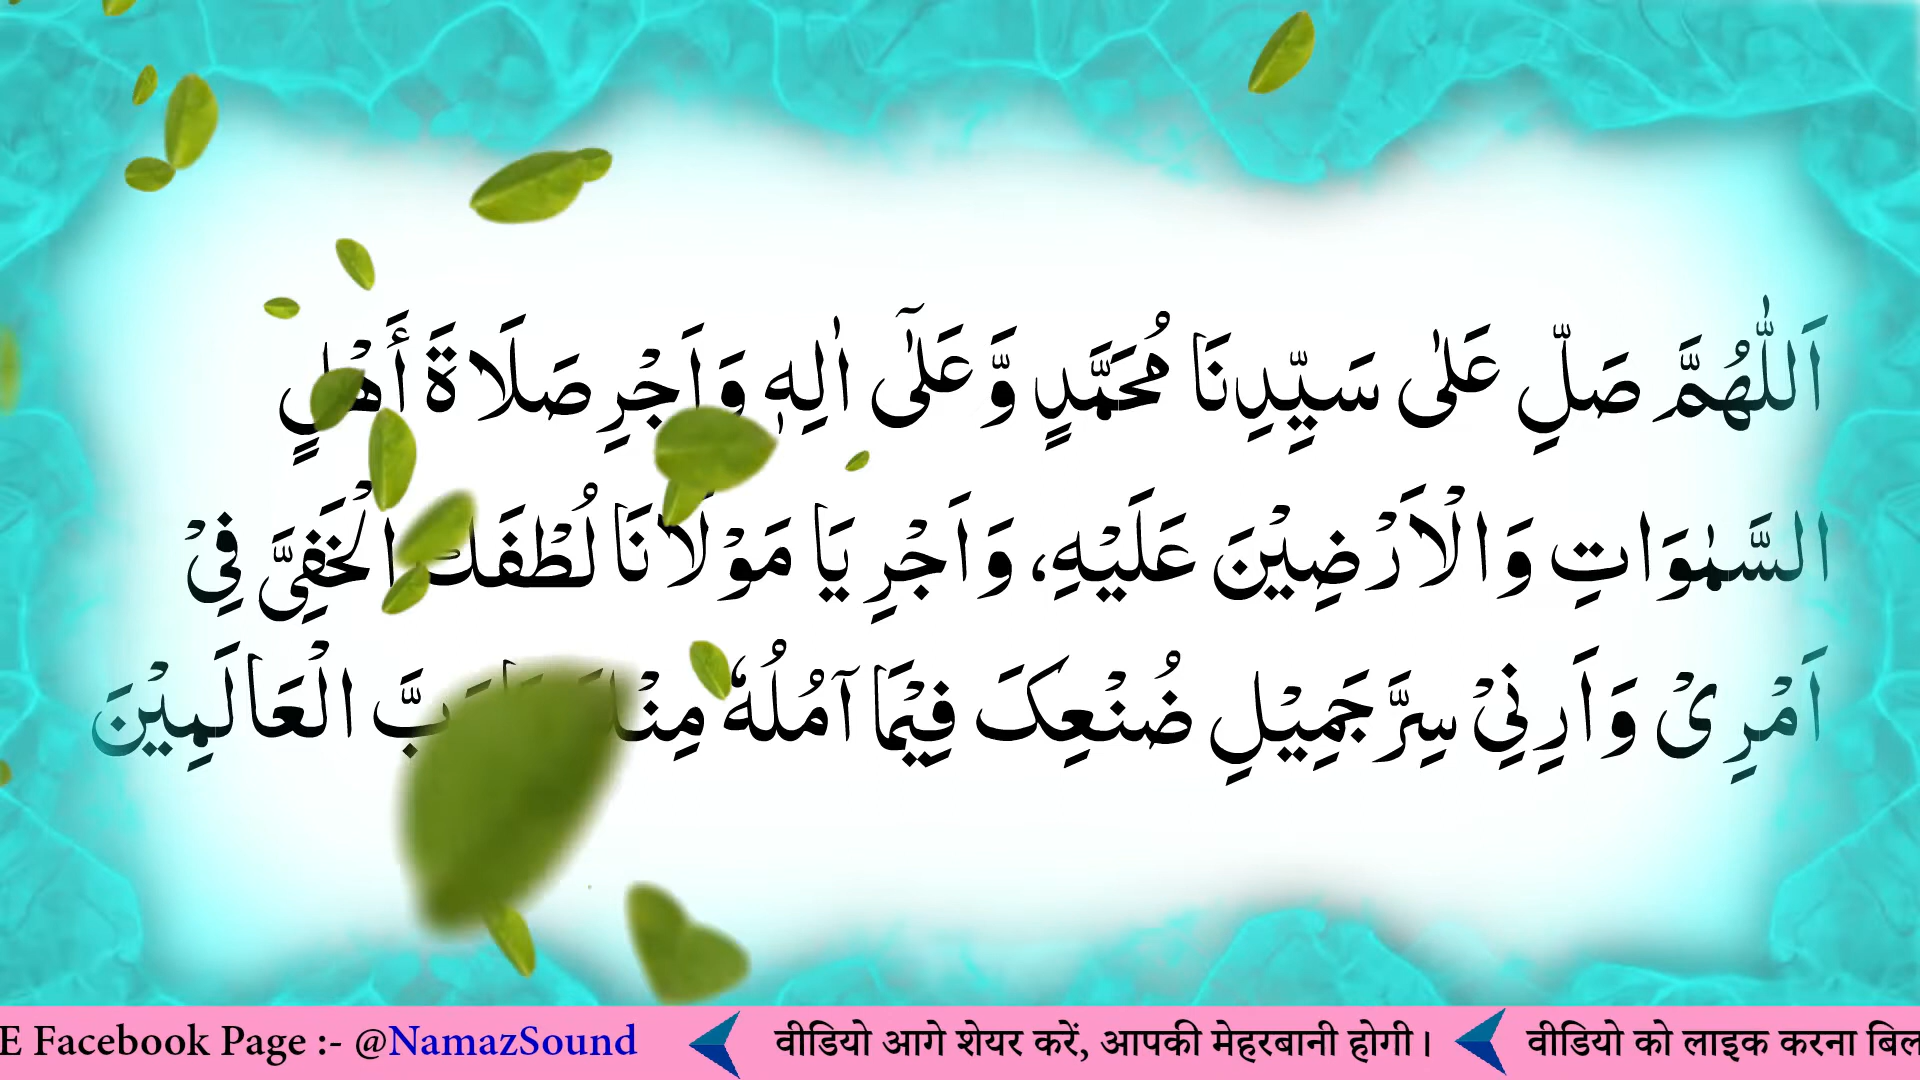 اَللّٰهُمَّ صَلِّ عَلٰى سَيِّدِنَا مُحَمَّدٍ وَّعَلٰٓى اٰلِهٖ وَاَجْرِ صَلَاةَ أَهْلِ
السَّمٰوَاتِ وَالْاَرْضِيْنَ عَلَيْهِ، وَاَجْرِ يَا مَوْلَانَا لُطْفَكَ الْخَفِيَّ فِيْ
اَمْرِىْ وَاَرِنِيْ سِرَّ جَمِيْلِ ضُنْعِكَ فِيْمَا آمُلُهٗ الْعَالَمِيْنَ
E Facebook Page :- @NamazSound वीडियो आगे शेयर करें, आपकी मेहरबानी होगी। वीडियो को लाइक करना